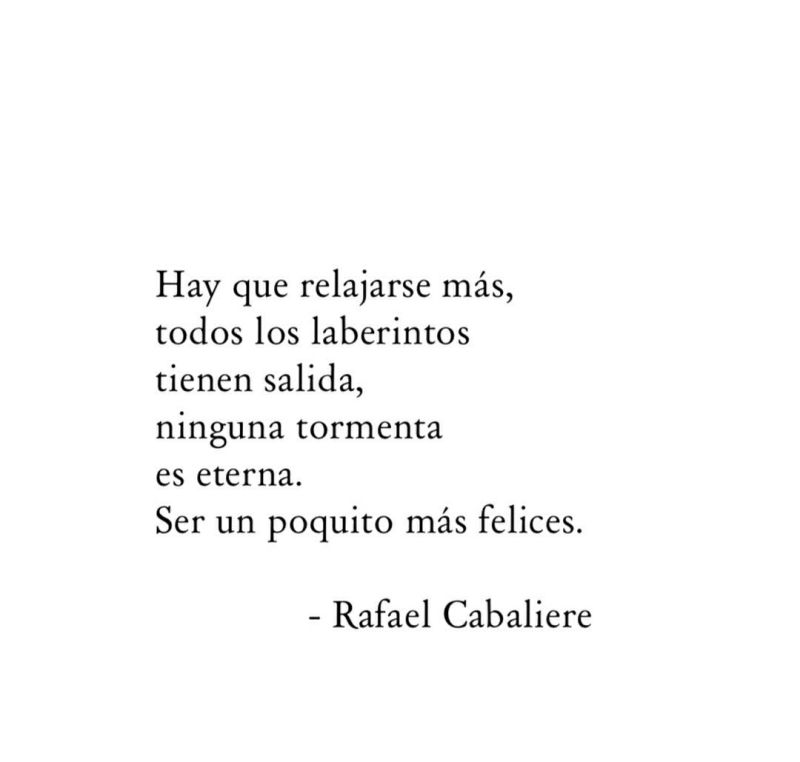 Hay que relajarse más,
todos los laberintos
tienen salida,
ninguna tormenta
es eterna.
Ser un poquito más felices.
- Rafael Cabaliere